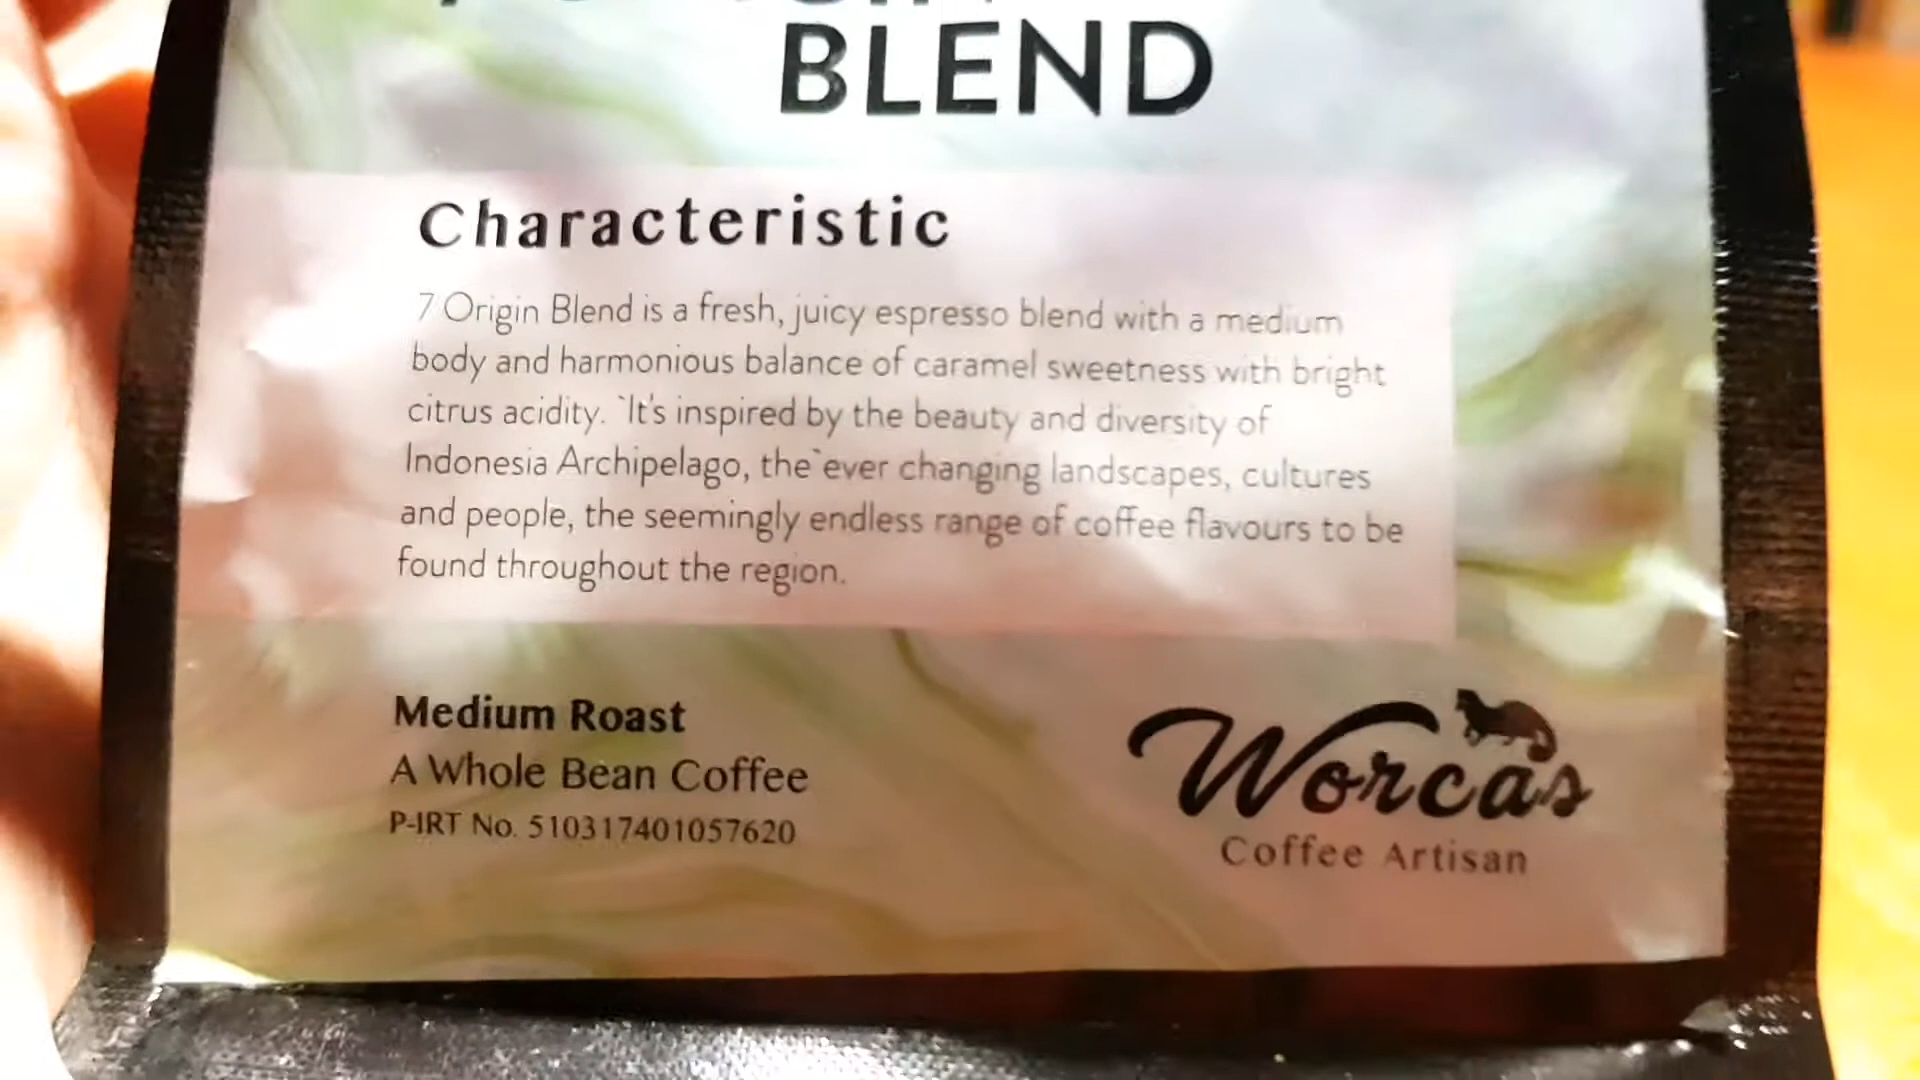 BLEND
Characteristic
7 Origin Blend is a fresh, juicy espresso blend with a medium
body and harmonious balance of caramel sweetness with bright
citrus acidity. `It's inspired by the beauty and diversity of
Indonesia Archipelago, the`ever changing landscapes, cultures
and people, the seemingly endless range of coffee flavours to be
found throughout the region.
Medium Roast
A Whole Bean Coffee
P-IRT No. 510317401057620
Worcas
Coffee Artisan